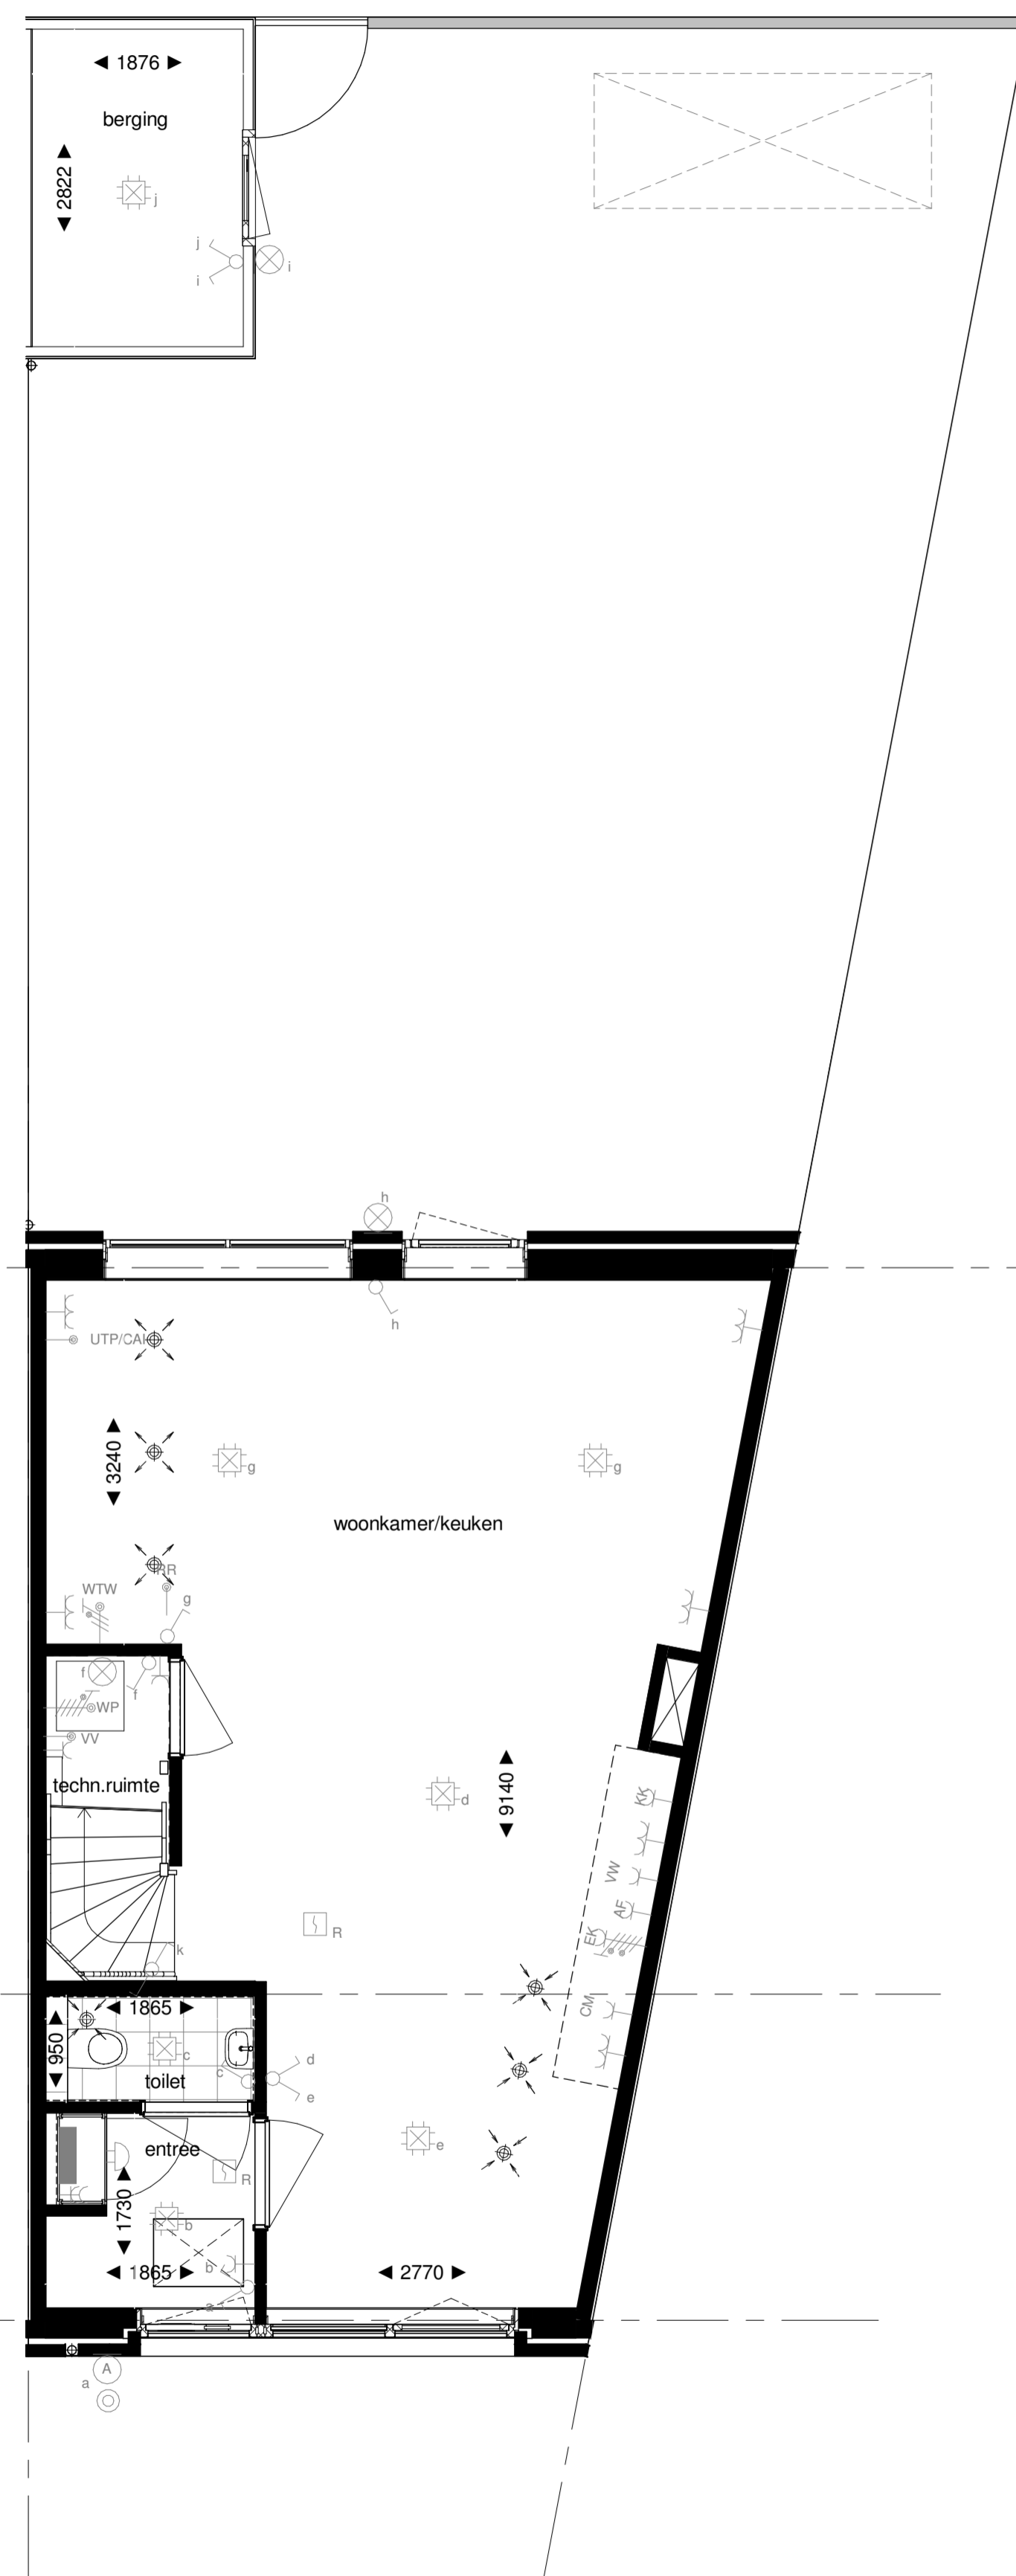 1876
berging
2822
j
j
i
i
h
h
UTP/CAI
3240
g
g
woonkamer/keuken
RR
WTW
g
f
f
WP
VV
techn.ruimte
d
9140
KK
VW
AF
EK
R
k
CM
1865
950
c
c
toilet
d
e
entree
e
R
1730
b
b
1865
2770
a
A
a